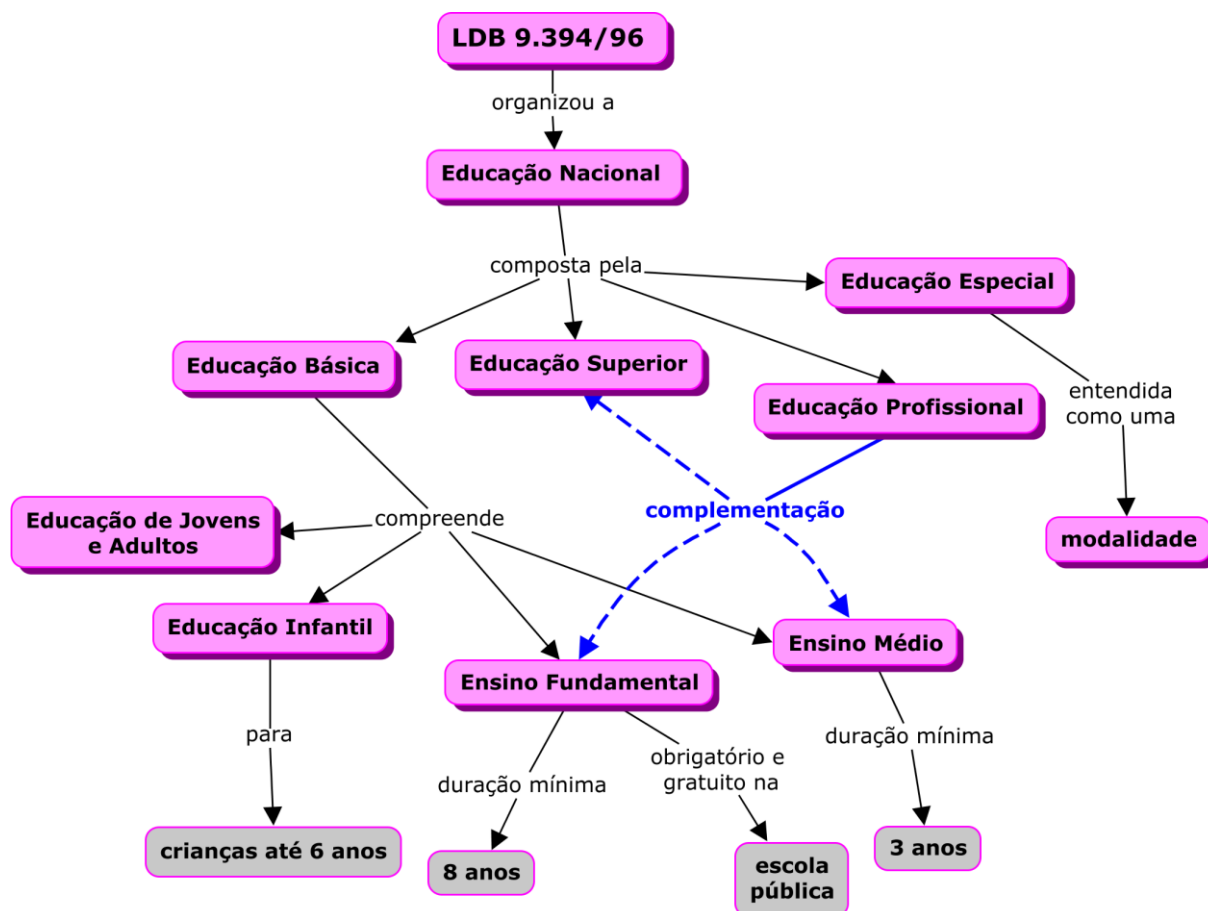 LDB 9.394/96
organizou a
Educação Nacional
composta pela
Educação Especial
Educação Básica
Educação Superior
Educação Profissional
entendida
como uma
modalidade
complementação
compreende
Educação de Jovens
e Adultos
Educação Infantil
Ensino Fundamental
Ensino Médio
para
duração mínima
obrigatório e
gratuito na
duração mínima
crianças até 6 anos
8 anos
escola
pública
3 anos